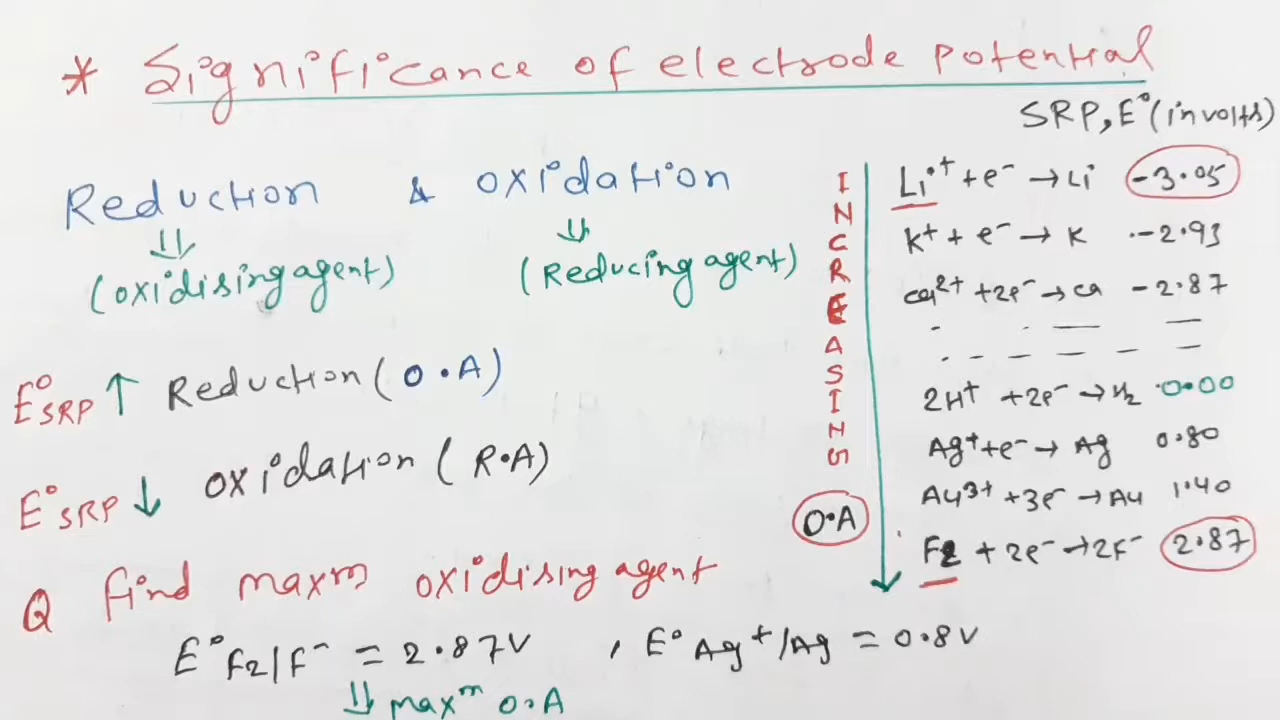 * Significance of electrode potential
SRP, E° (in volts)
Reduction & oxidation
(oxidising agent) (Reducing agent)
E°SRP ↑ Reduction (O.A)
E°SRP ↓ oxidation (R.A)
INCREASING
O.A
Li⁺ + e⁻ → Li -3.05
K⁺ + e⁻ → K -2.93
Ca²⁺ + 2e⁻ → Ca -2.87
2H⁺ + 2e⁻ → H₂ 0.00
Ag⁺ + e⁻ → Ag 0.80
Au³⁺ + 3e⁻ → Au 1.40
F₂ + 2e⁻ → 2F⁻ 2.87
Q Find maxm oxidising agent
E° F₂/F⁻ = 2.87V , E° Ag⁺/Ag = 0.8V
⇓ maxᵐ O.A